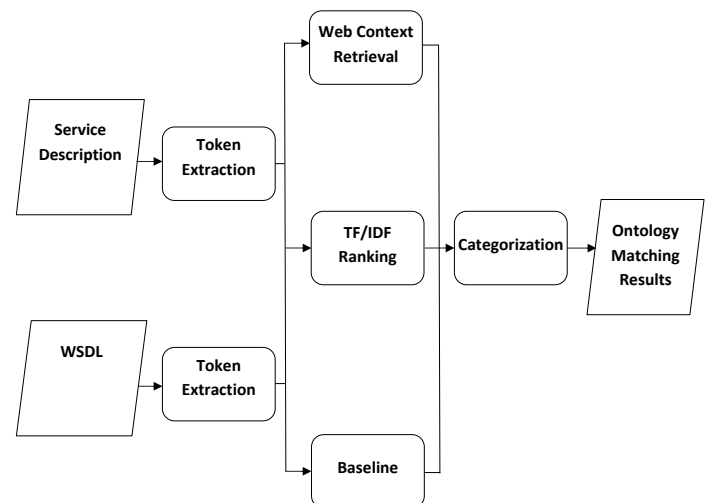 Web Context
Retrieval
Service
Description
Token
Extraction
TF/IDF
Ranking
Categorization
Ontology
Matching
Results
WSDL
Token
Extraction
Baseline